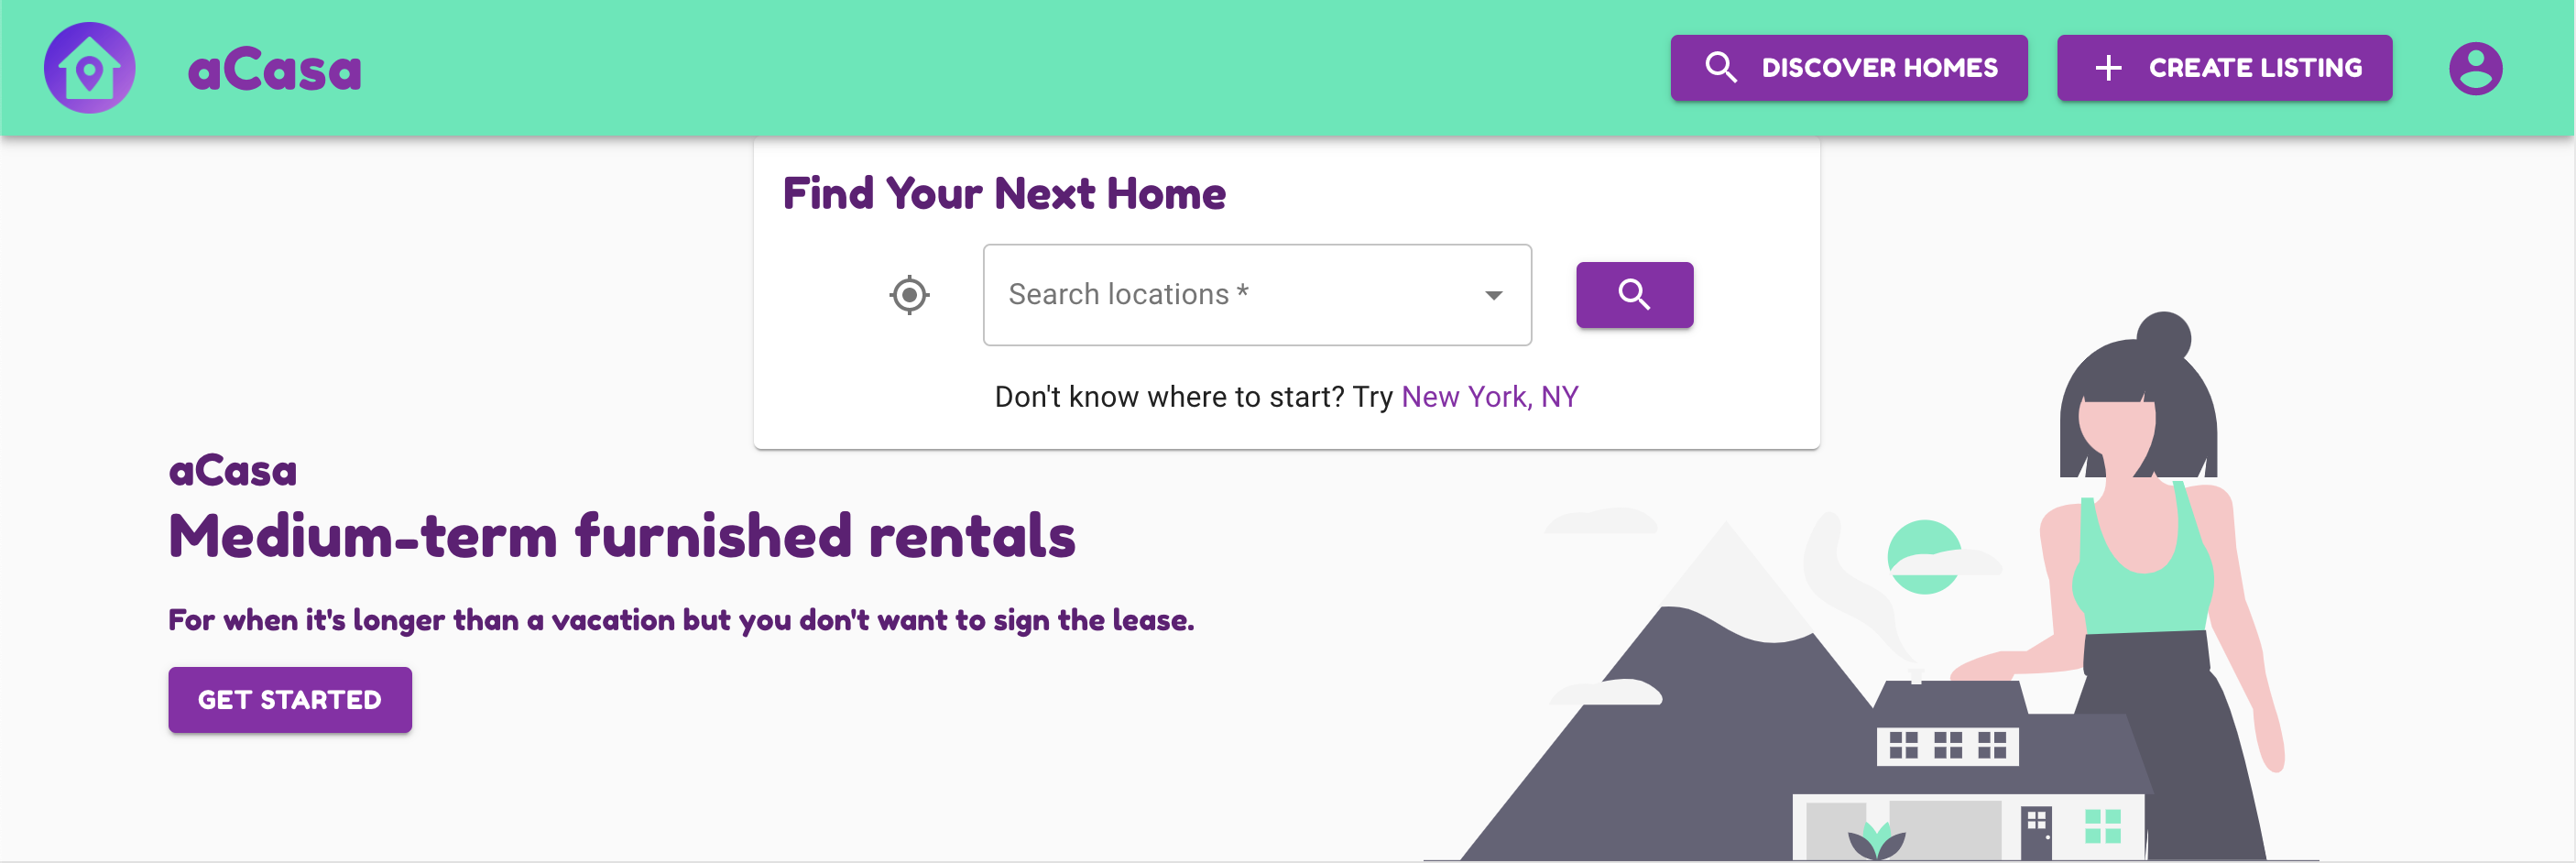 aCasa
DISCOVER HOMES
CREATE LISTING
Find Your Next Home
Search locations *
Don't know where to start? Try New York, NY
aCasa
Medium-term furnished rentals
For when it's longer than a vacation but you don't want to sign the lease.
GET STARTED